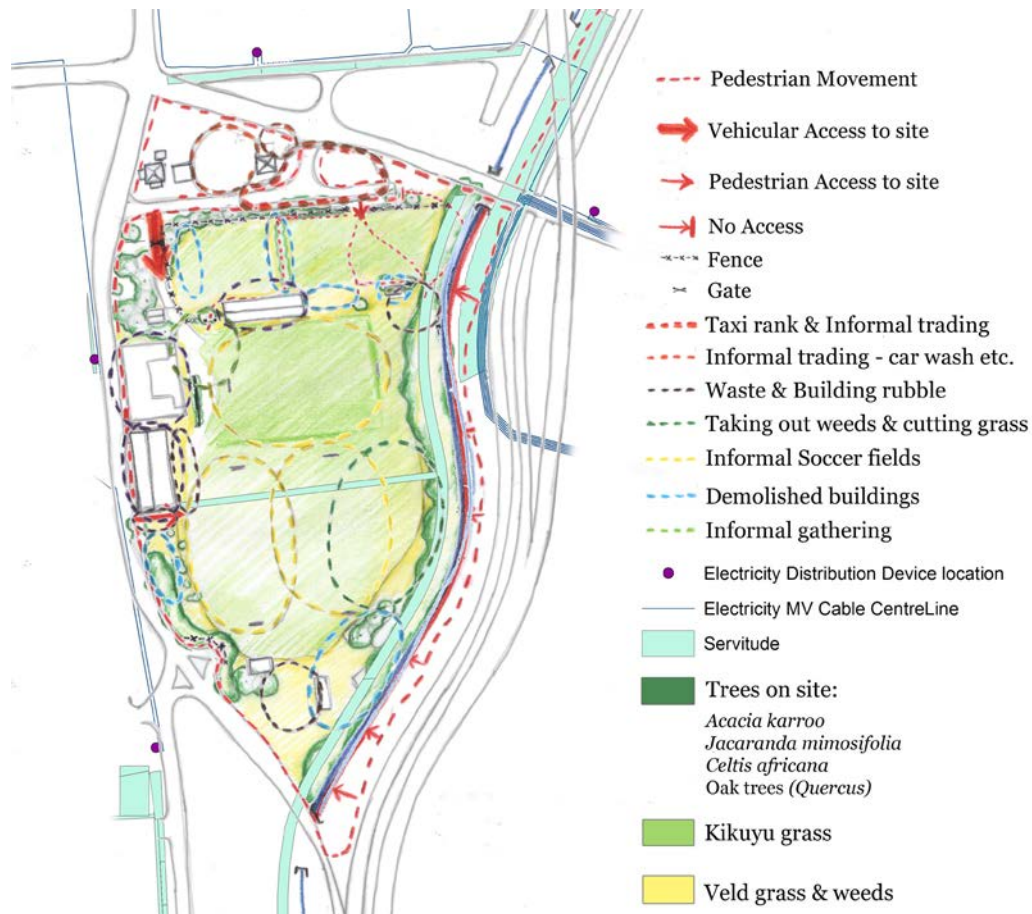 Pedestrian Movement
Vehicular Access to site
Pedestrian Access to site
No Access
Fence
Gate
Taxi rank & Informal trading
Informal trading - car wash etc.
Waste & Building rubble
Taking out weeds & cutting grass
Informal Soccer fields
Demolished buildings
Informal gathering
Electricity Distribution Device location
Electricity MV Cable CentreLine
Servitude
Trees on site:
Acacia karroo
Jacaranda mimosifolia
Celtis africana
Oak trees (Quercus)
Kikuyu grass
Veld grass & weeds